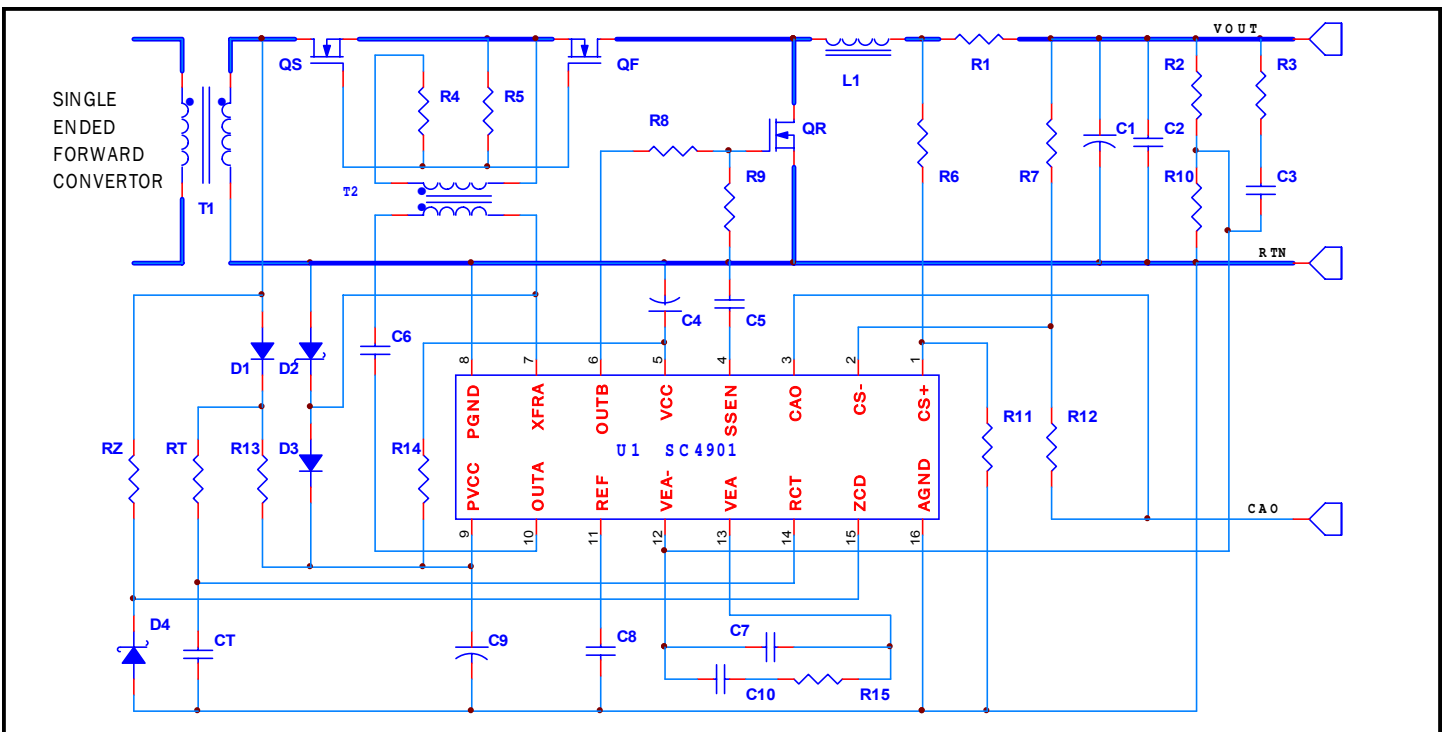 VOUT
QS
QF
R1
R2
R3
L1
SINGLE
ENDED
FORWARD
CONVERTOR
R4
R5
R8
QR
C1
C2
T1
T2
R9
R6
R7
R10
C3
RTN
C4
C5
C6
D1
D2
8
7
6
5
4
3
2
1
PGND
XFRA
OUTB
VCC
SSEN
CAO
CS-
CS+
RZ
RT
R13
D3
R14
U1 SC4901
R11
R12
PVCC
OUTA
REF
VEA-
VEA
RCT
ZCD
AGND
9
10
11
12
13
14
15
16
CAO
D4
CT
C9
C8
C7
C10
R15